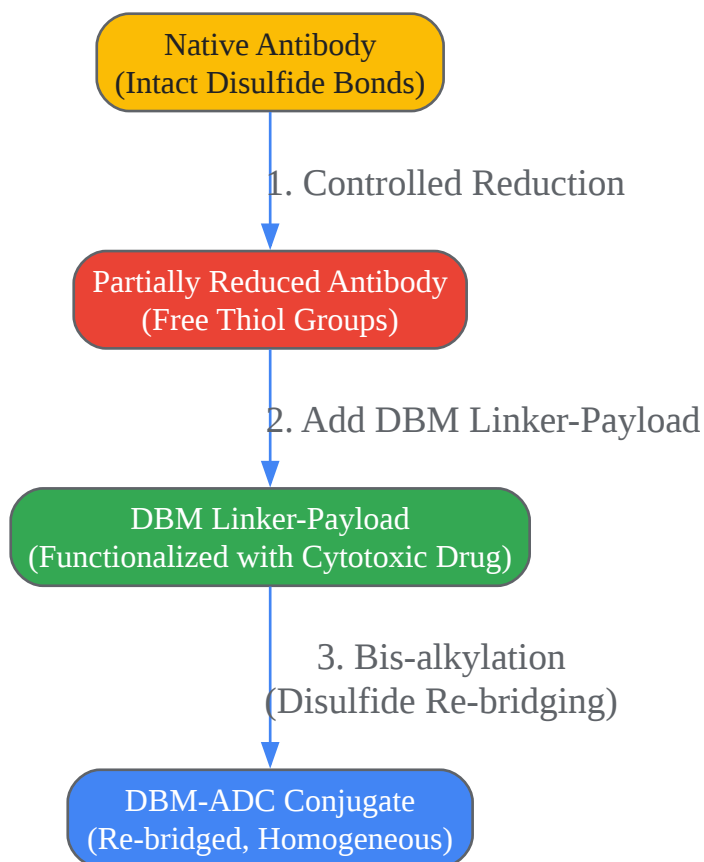 Native Antibody
(Intact Disulfide Bonds)
1. Controlled Reduction
Partially Reduced Antibody
(Free Thiol Groups)
2. Add DBM Linker-Payload
DBM Linker-Payload
(Functionalized with Cytotoxic Drug)
3. Bis-alkylation
(Disulfide Re-bridging)
DBM-ADC Conjugate
(Re-bridged, Homogeneous)